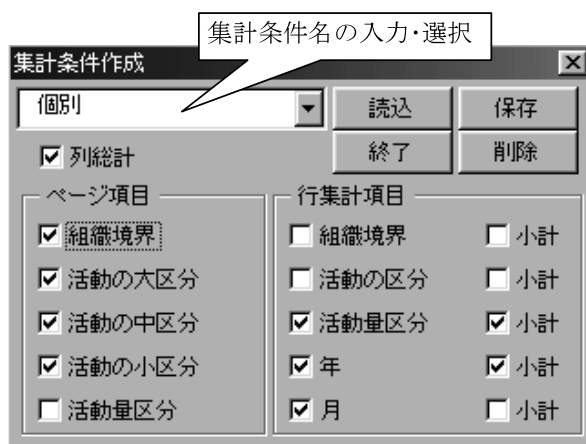 集計条件名の入力・選択
集計条件作成
個別 読込 保存
列総計 終了 削除
ページ項目 行集計項目
組織境界 組織境界 小計
活動の大区分 活動の区分 小計
活動の中区分 活動量区分 小計
活動の小区分 年 小計
活動量区分 月 小計